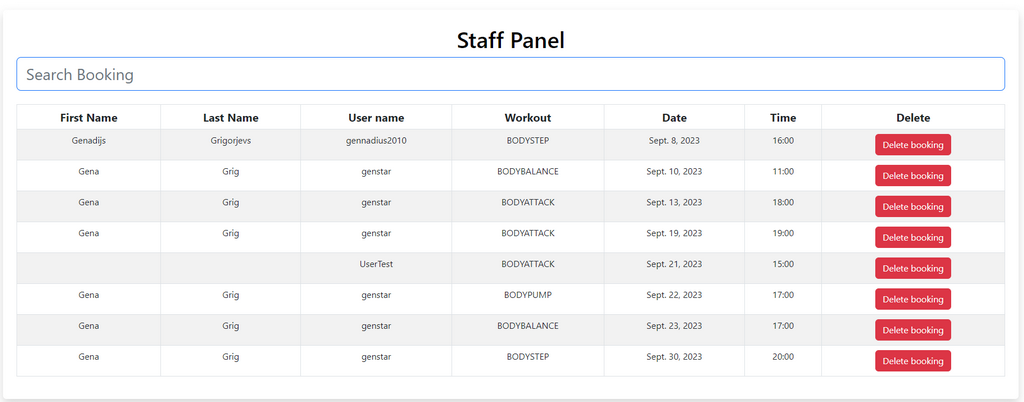 Staff Panel
Search Booking
First Name Last Name User name Workout Date Time Delete
Genadijs Grigorjevs gennadius2010 BODYSTEP Sept. 8, 2023 16:00 Delete booking
Gena Grig genstar BODYBALANCE Sept. 10, 2023 11:00 Delete booking
Gena Grig genstar BODYATTACK Sept. 13, 2023 18:00 Delete booking
Gena Grig genstar BODYATTACK Sept. 19, 2023 19:00 Delete booking
UserTest BODYATTACK Sept. 21, 2023 15:00 Delete booking
Gena Grig genstar BODYPUMP Sept. 22, 2023 17:00 Delete booking
Gena Grig genstar BODYBALANCE Sept. 23, 2023 17:00 Delete booking
Gena Grig genstar BODYSTEP Sept. 30, 2023 20:00 Delete booking